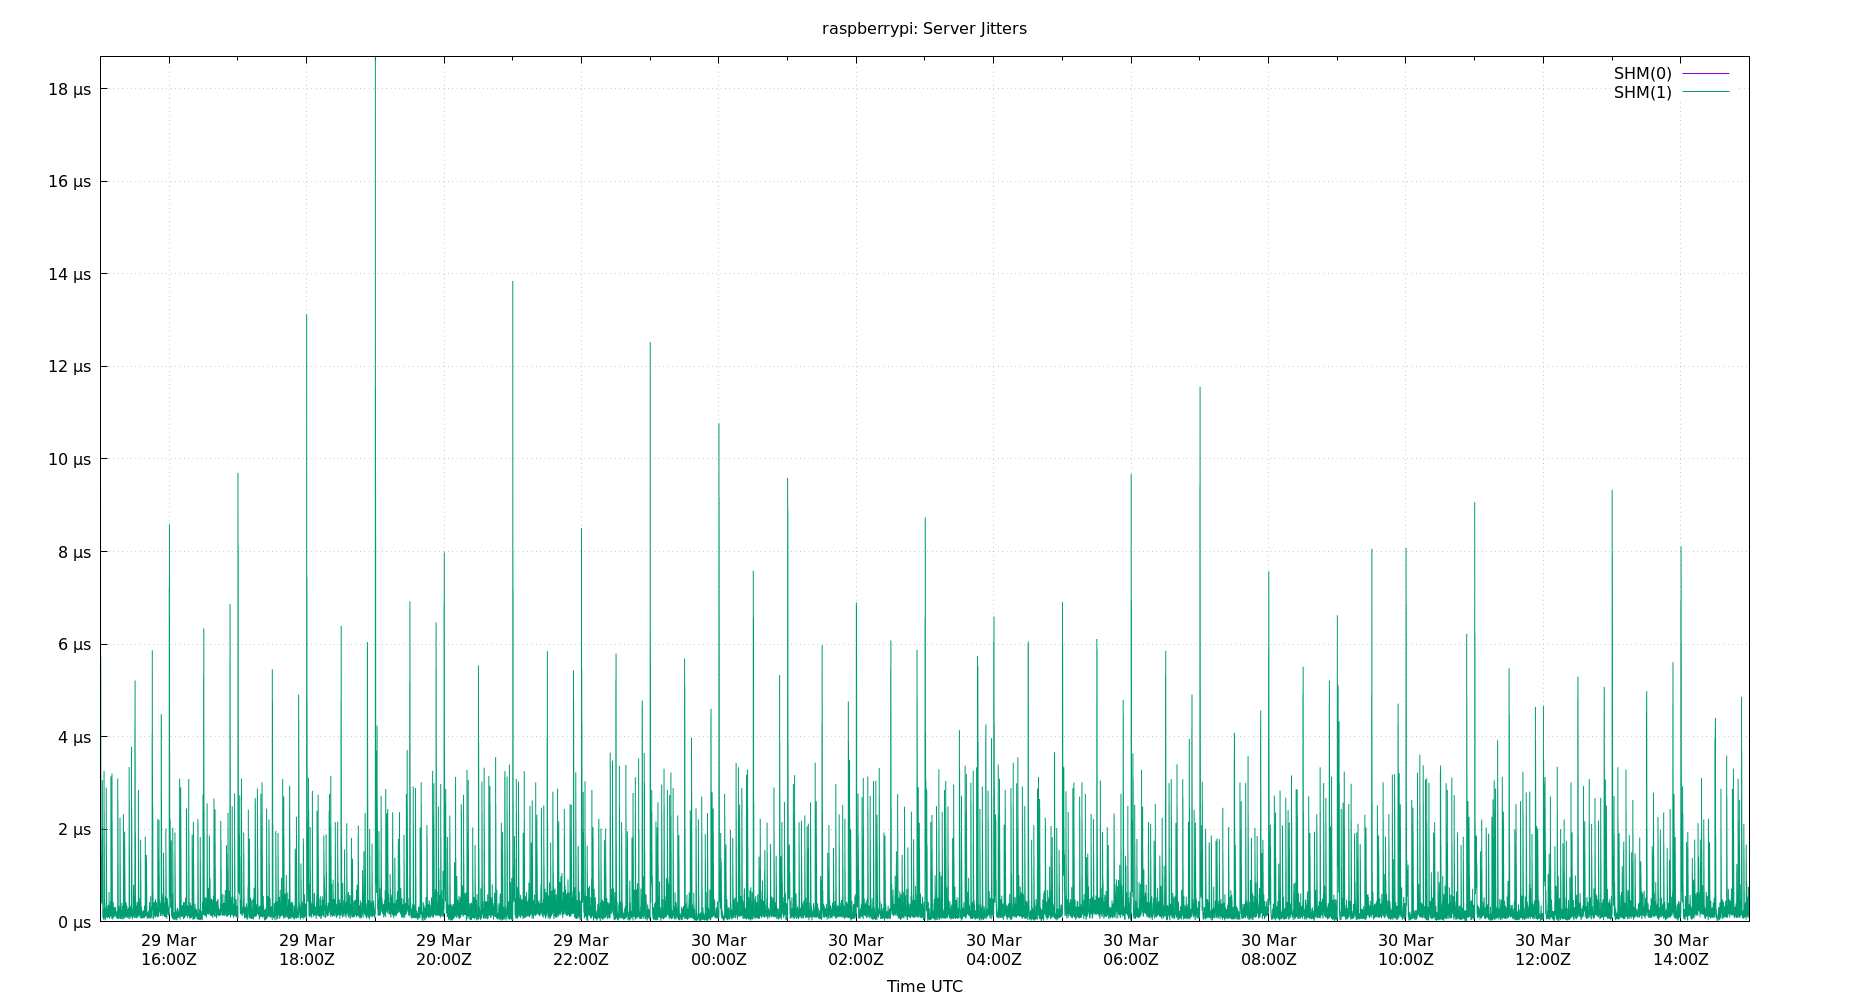 raspberrypi: Server Jitters
SHM(0)
SHM(1)
18 µs
16 µs
14 µs
12 µs
10 µs
8 µs
6 µs
4 µs
2 µs
0 µs
29 Mar 29 Mar 29 Mar 29 Mar 30 Mar 30 Mar 30 Mar 30 Mar 30 Mar 30 Mar 30 Mar 30 Mar
16:00Z 18:00Z 20:00Z 22:00Z 00:00Z 02:00Z 04:00Z 06:00Z 08:00Z 10:00Z 12:00Z 14:00Z
Time UTC